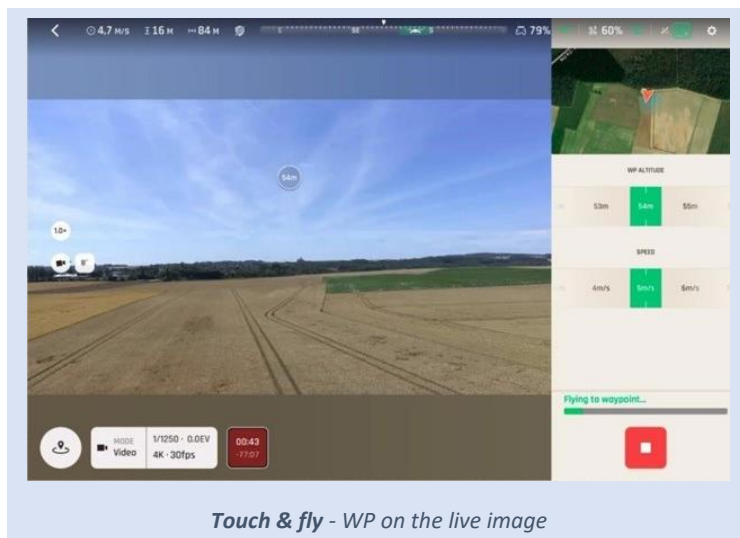 4.7 M/S 16 M 84 M E SE S 79% 60%
54m
WP ALTITUDE
53m 54m 55m
1.0×
SPEED
4m/s 5m/s 6m/s
Flying to waypoint...
MODE
Video
1/1250 - 0.0EV
4K - 30fps
00:43
-77:07
Touch & fly - WP on the live image